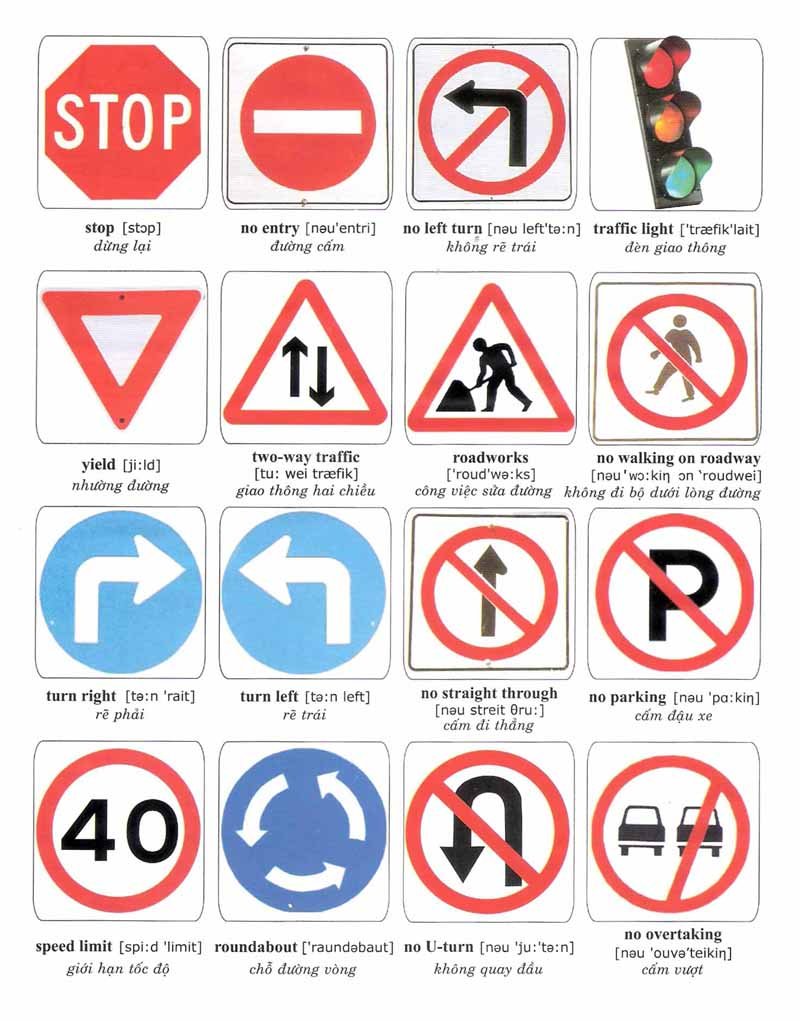 STOP
stop [stɔp]
dừng lại
no entry [nəu'entri]
đường cấm
no left turn [nəu left'tə:n]
không rẽ trái
traffic light ['træfik'lait]
đèn giao thông
yield [ji:ld]
nhường đường
two-way traffic
[tu: wei træfik]
giao thông hai chiều
roadworks
['roud'wə:ks]
công việc sửa đường
no walking on roadway
[nəu 'wɔ:kiŋ ɔn 'roudwei]
không đi bộ dưới lòng đường
turn right [tə:n 'rait]
rẽ phải
turn left [tə:n left]
rẽ trái
no straight through
[nəu streit θru:]
cấm đi thẳng
P
no parking [nəu 'pɑ:kiŋ]
cấm đậu xe
40
speed limit [spi:d 'limit]
giới hạn tốc độ
roundabout ['raundəbaut]
chỗ đường vòng
no U-turn [nəu 'ju:'tə:n]
không quay đầu
no overtaking
[nəu 'ouvə'teikiŋ]
cấm vượt